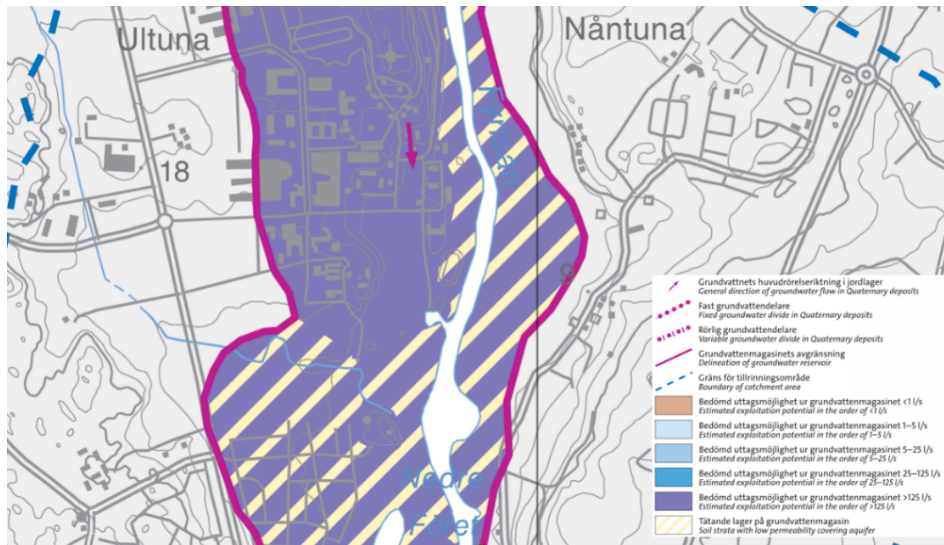 Ultuna
Nåntuna
18
9
Nedre
Föret
Grundvattnets huvudrörelseriktning i jordlager
General direction of groundwater flow in Quaternary deposits
Fast grundvattendelare
Fixed groundwater divide in Quaternary deposits
Rörlig grundvattendelare
Variable groundwater divide in Quaternary deposits
Grundvattenmagasinets avgränsning
Delineation of groundwater reservoir
Gräns för tillrinningsområde
Boundary of catchment area
Bedömd uttagsmöjlighet ur grundvattenmagasinet <1 l/s
Estimated exploitation potential in the order of <1 l/s
Bedömd uttagsmöjlighet ur grundvattenmagasinet 1–5 l/s
Estimated exploitation potential in the order of 1–5 l/s
Bedömd uttagsmöjlighet ur grundvattenmagasinet 5–25 l/s
Estimated exploitation potential in the order of 5–25 l/s
Bedömd uttagsmöjlighet ur grundvattenmagasinet 25–125 l/s
Estimated exploitation potential in the order of 25–125 l/s
Bedömd uttagsmöjlighet ur grundvattenmagasinet >125 l/s
Estimated exploitation potential in the order of >125 l/s
Tätande lager på grundvattenmagasin
Soil strata with low permeability covering aquifer